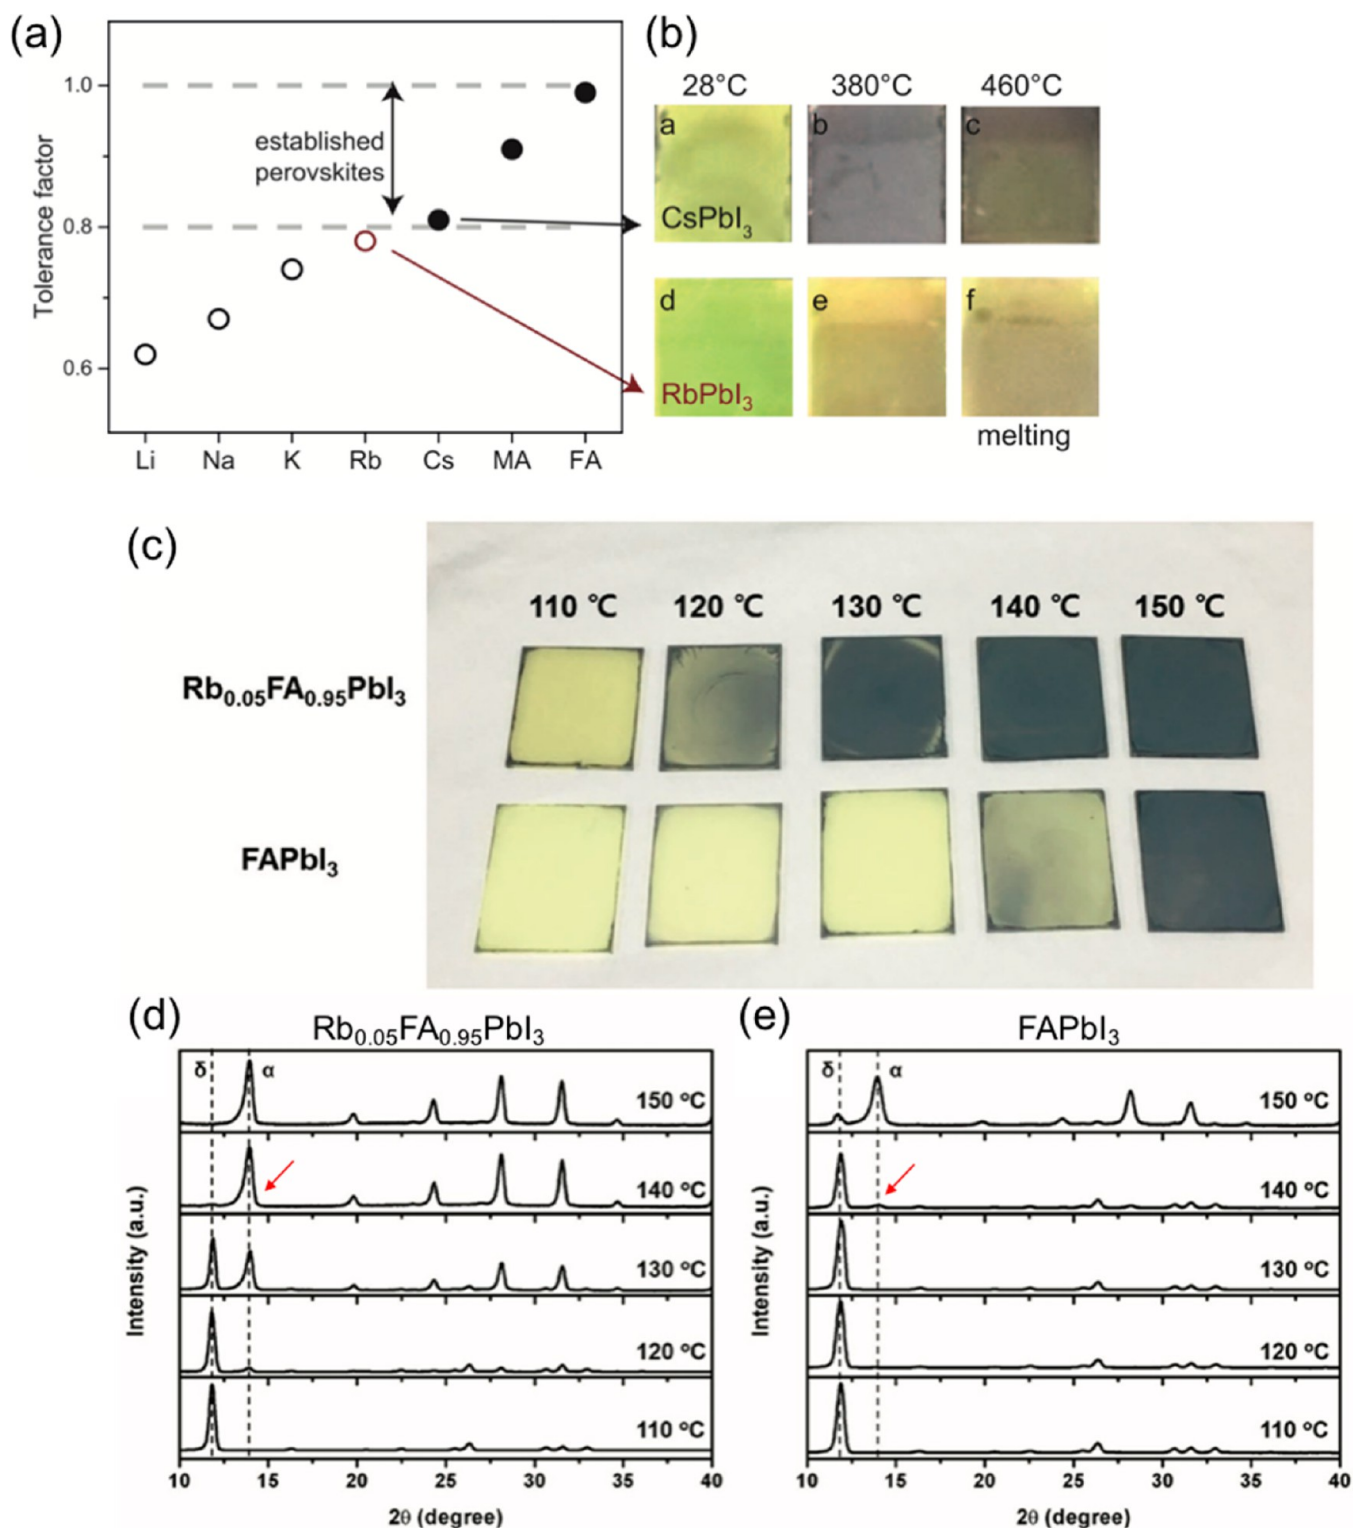 (a)
Tolerance factor
1.0
0.8
0.6
established
perovskites
Li Na K Rb Cs MA FA
(b)
28°C 380°C 460°C
a b c
CsPbI₃
d e f
RbPbI₃
melting
(c)
110 ℃ 120 ℃ 130 ℃ 140 ℃ 150 ℃
Rb₀.₀₅FA₀.₉₅PbI₃
FAPbI₃
(d)
Rb₀.₀₅FA₀.₉₅PbI₃
δ α
150 °C
140 °C
130 °C
120 °C
110 °C
Intensity (a.u.)
10 15 20 25 30 35 40
2θ (degree)
(e)
FAPbI₃
δ α
150 °C
140 °C
130 °C
120 °C
110 °C
Intensity (a.u.)
10 15 20 25 30 35 40
2θ (degree)